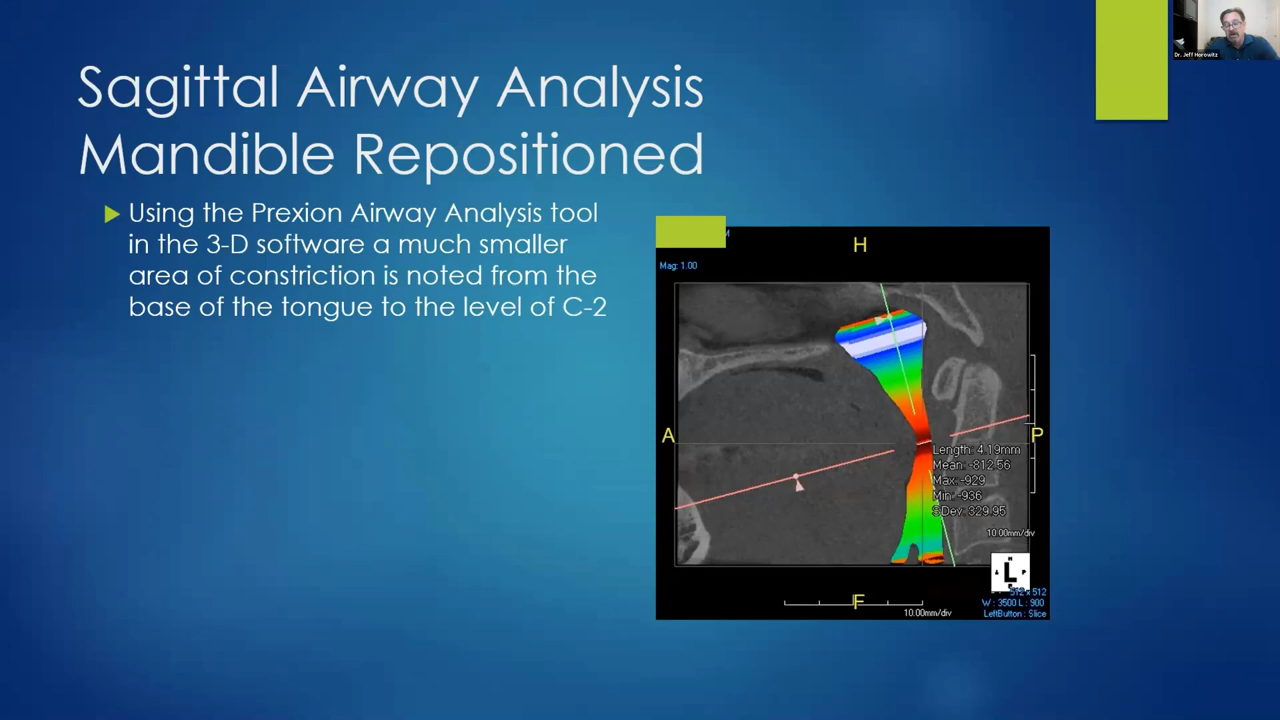 Dr. Jeff Horowitz
Sagittal Airway Analysis
Mandible Repositioned
Using the Prexion Airway Analysis tool
in the 3-D software a much smaller
area of constriction is noted from the
base of the tongue to the level of C-2
M
H
Mag: 1.00
A
P
Length: 4.19mm
Mean: -812.56
Max: -929
Min: -936
SDev: 329.95
10.00mm/div
L
F
10.00mm/div
512 x 512
W : 3500 L : 900
LeftButton : Slice